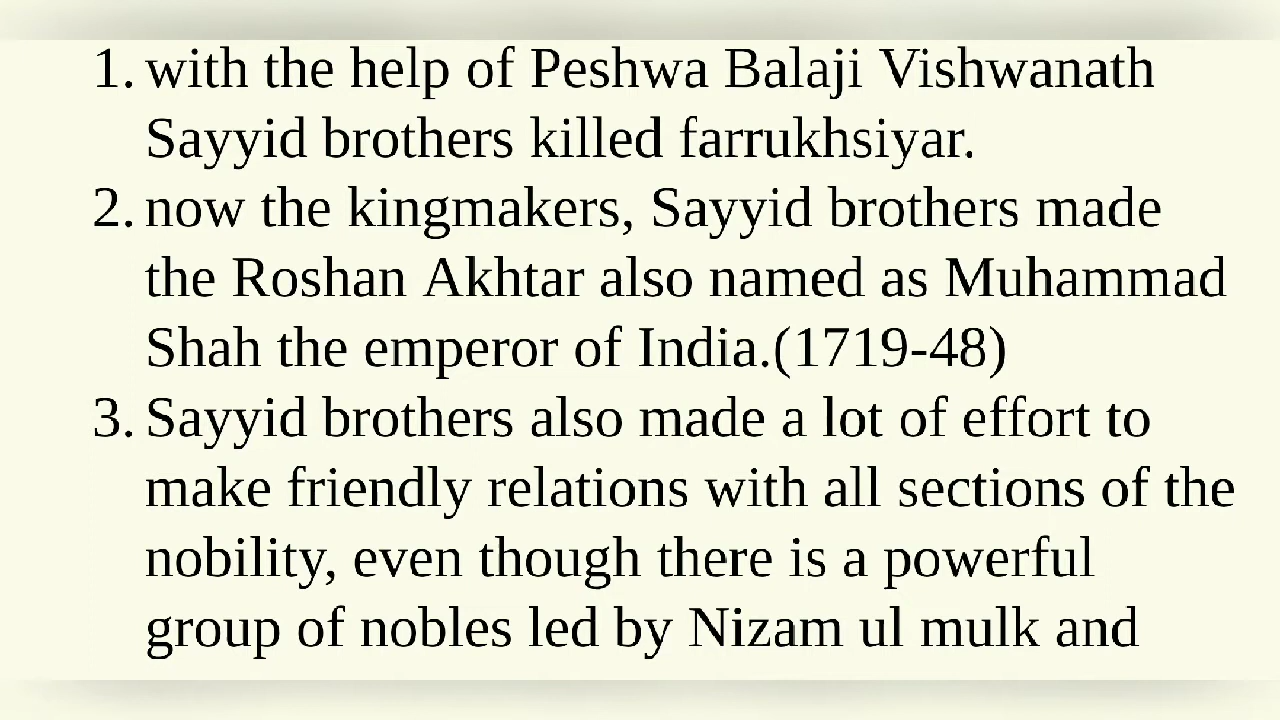 1. with the help of Peshwa Balaji Vishwanath
Sayyid brothers killed farrukhsiyar.
2. now the kingmakers, Sayyid brothers made
the Roshan Akhtar also named as Muhammad
Shah the emperor of India.(1719-48)
3. Sayyid brothers also made a lot of effort to
make friendly relations with all sections of the
nobility, even though there is a powerful
group of nobles led by Nizam ul mulk and